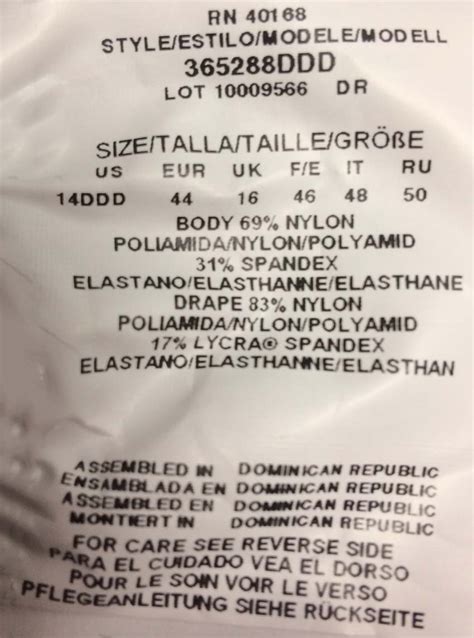 RN 40168
STYLE/ESTILO/MODELE/MODELL
365288DDD
LOT 10009566 DR
SIZE/TALLA/TAILLE/GRÖßE
US EUR UK F/E IT RU
14DDD 44 16 46 48 50
BODY 69% NYLON
POLIAMIDA/NYLON/POLYAMID
31% SPANDEX
ELASTANO/ELASTHANNE/ELASTHANE
DRAPE 83% NYLON
POLIAMIDA/NYLON/POLYAMID
17% LYCRA® SPANDEX
ELASTANO/ELASTHANNE/ELASTHAN
ASSEMBLED IN DOMINICAN REPUBLIC
ENSAMBLADA EN DOMINICAN REPUBLIC
ASSEMBLED EN DOMINICAN REPUBLIC
MONTIERT IN DOMINICAN REPUBLIC
FOR CARE SEE REVERSE SIDE
PARA EL CUIDADO VEA EL DORSO
POUR LE SOIN VOIR LE VERSO
PFLEGEANLEITUNG SIEHE RÜCKSEITE